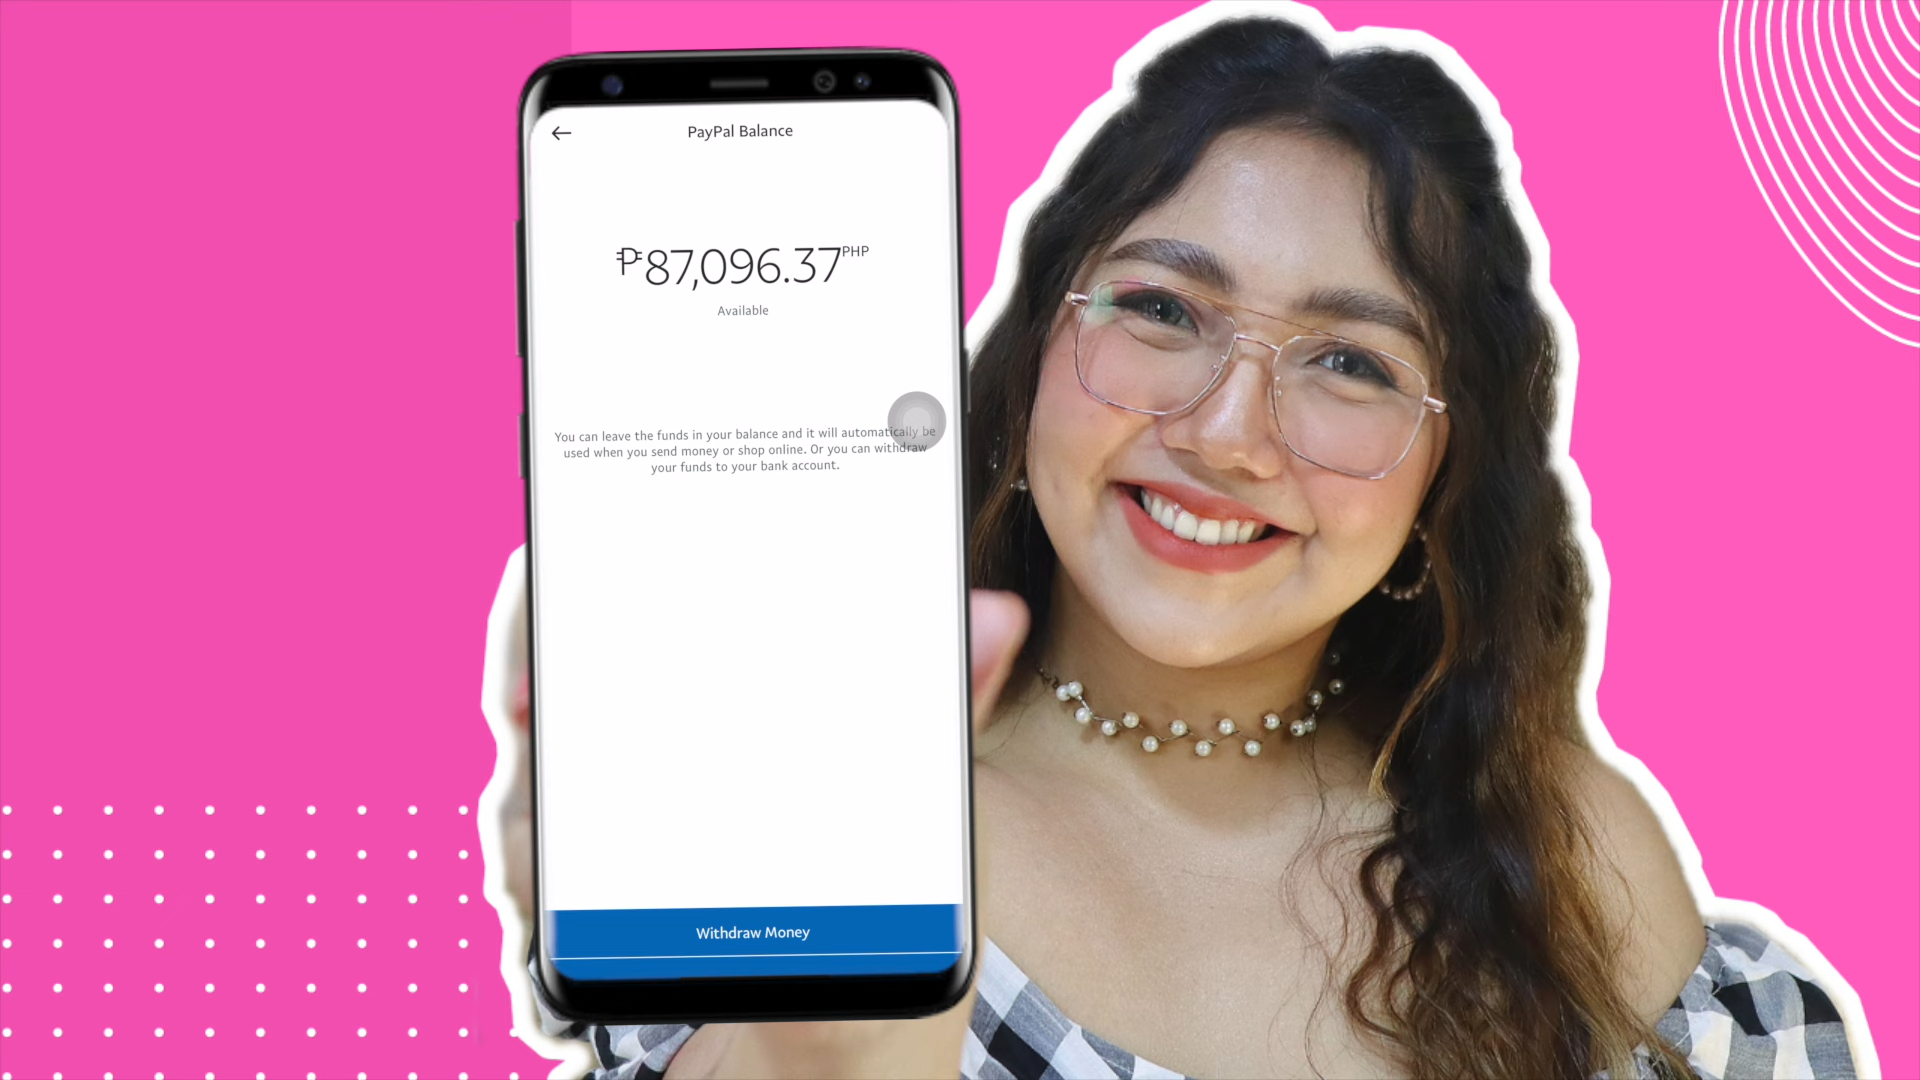 PayPal Balance
₱87,096.37PHP
Available
You can leave the funds in your balance and it will automatically be
used when you send money or shop online. Or you can withdraw
your funds to your bank account.
Withdraw Money